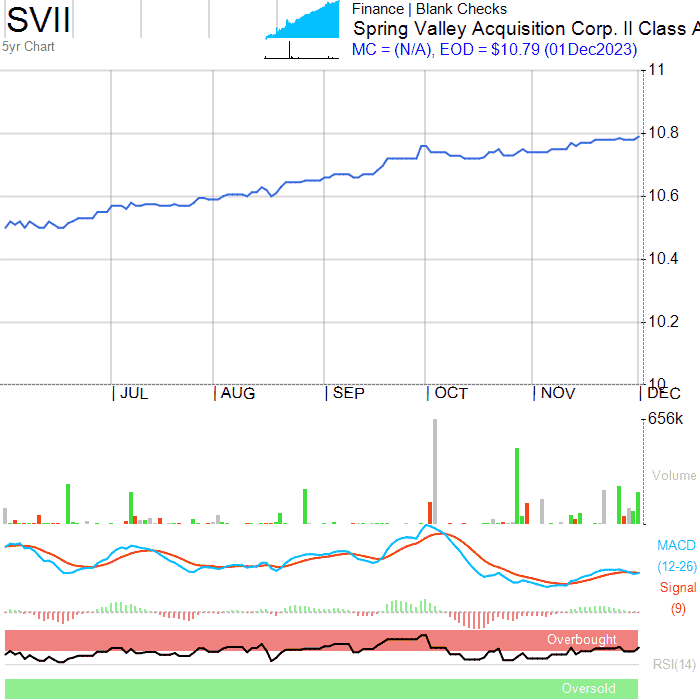 SVII
5yr Chart
Finance | Blank Checks
Spring Valley Acquisition Corp. II Class A
MC = (N/A), EOD = $10.79 (01Dec2023)
11
10.8
10.6
10.4
10.2
10
JUL AUG SEP OCT NOV DEC
656k
Volume
MACD
(12-26)
Signal
(9)
Overbought
RSI(14)
Oversold